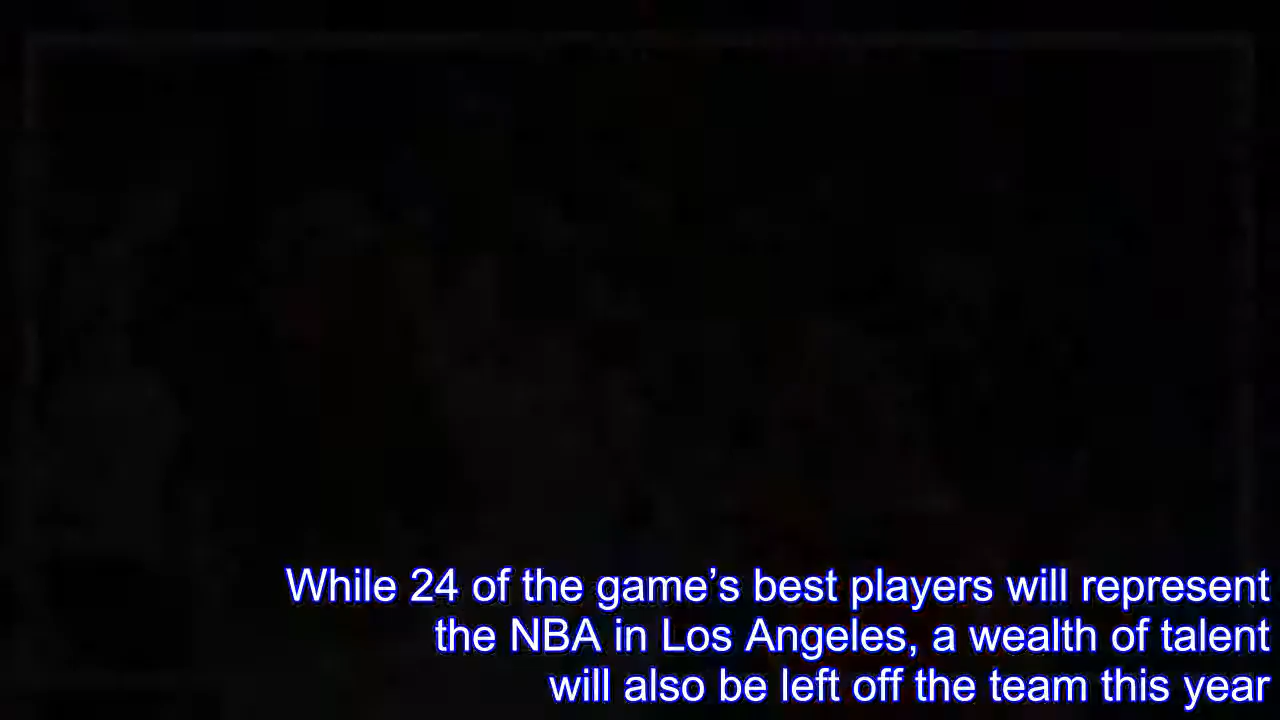 While 24 of the game’s best players will represent
the NBA in Los Angeles, a wealth of talent
will also be left off the team this year